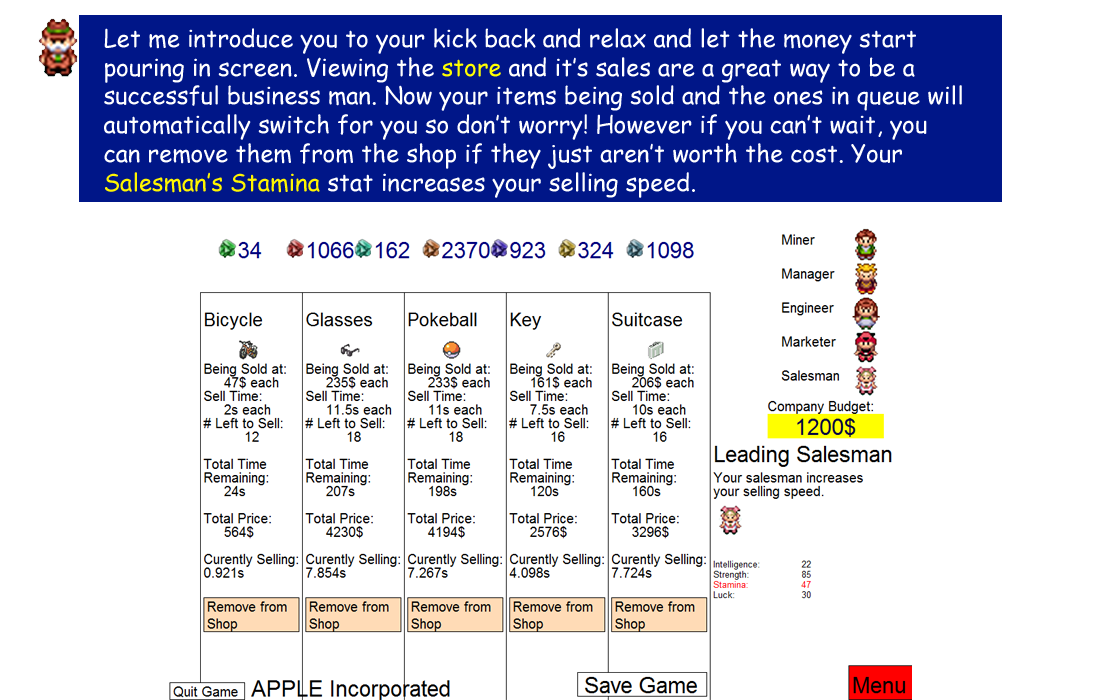 Let me introduce you to your kick back and relax and let the money start
pouring in screen. Viewing the store and it's sales are a great way to be a
successful business man. Now your items being sold and the ones in queue will
automatically switch for you so don't worry! However if you can't wait, you
can remove them from the shop if they just aren't worth the cost. Your
Salesman's Stamina stat increases your selling speed.
34 1066 162 2370 923 324 1098
Miner
Manager
Engineer
Marketer
Salesman
Company Budget:
1200$
Bicycle
Being Sold at:
47$ each
Sell Time:
2s each
# Left to Sell:
12
Total Time
Remaining:
24s
Total Price:
564$
Curently Selling:
0.921s
Remove from
Shop
Glasses
Being Sold at:
235$ each
Sell Time:
11.5s each
# Left to Sell:
18
Total Time
Remaining:
207s
Total Price:
4230$
Curently Selling:
7.854s
Remove from
Shop
Pokeball
Being Sold at:
233$ each
Sell Time:
11s each
# Left to Sell:
18
Total Time
Remaining:
198s
Total Price:
4194$
Curently Selling:
7.267s
Remove from
Shop
Key
Being Sold at:
161$ each
Sell Time:
7.5s each
# Left to Sell:
16
Total Time
Remaining:
120s
Total Price:
2576$
Curently Selling:
4.098s
Remove from
Shop
Suitcase
Being Sold at:
206$ each
Sell Time:
10s each
# Left to Sell:
16
Total Time
Remaining:
160s
Total Price:
3296$
Curently Selling:
7.724s
Remove from
Shop
Leading Salesman
Your salesman increases
your selling speed.
Intelligence: 22
Strength: 85
Stamina: 47
Luck: 30
Quit Game
APPLE Incorporated
Save Game
Menu